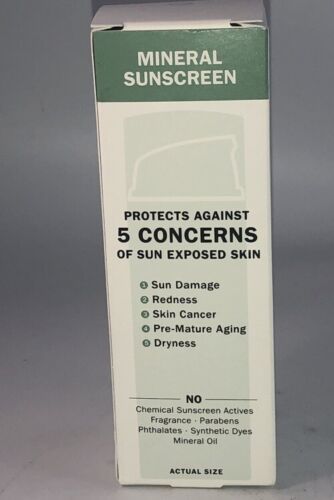 MINERAL
SUNSCREEN
PROTECTS AGAINST
5 CONCERNS
OF SUN EXPOSED SKIN
1 Sun Damage
2 Redness
3 Skin Cancer
4 Pre-Mature Aging
5 Dryness
NO
Chemical Sunscreen Actives
Fragrance · Parabens
Phthalates · Synthetic Dyes
Mineral Oil
ACTUAL SIZE